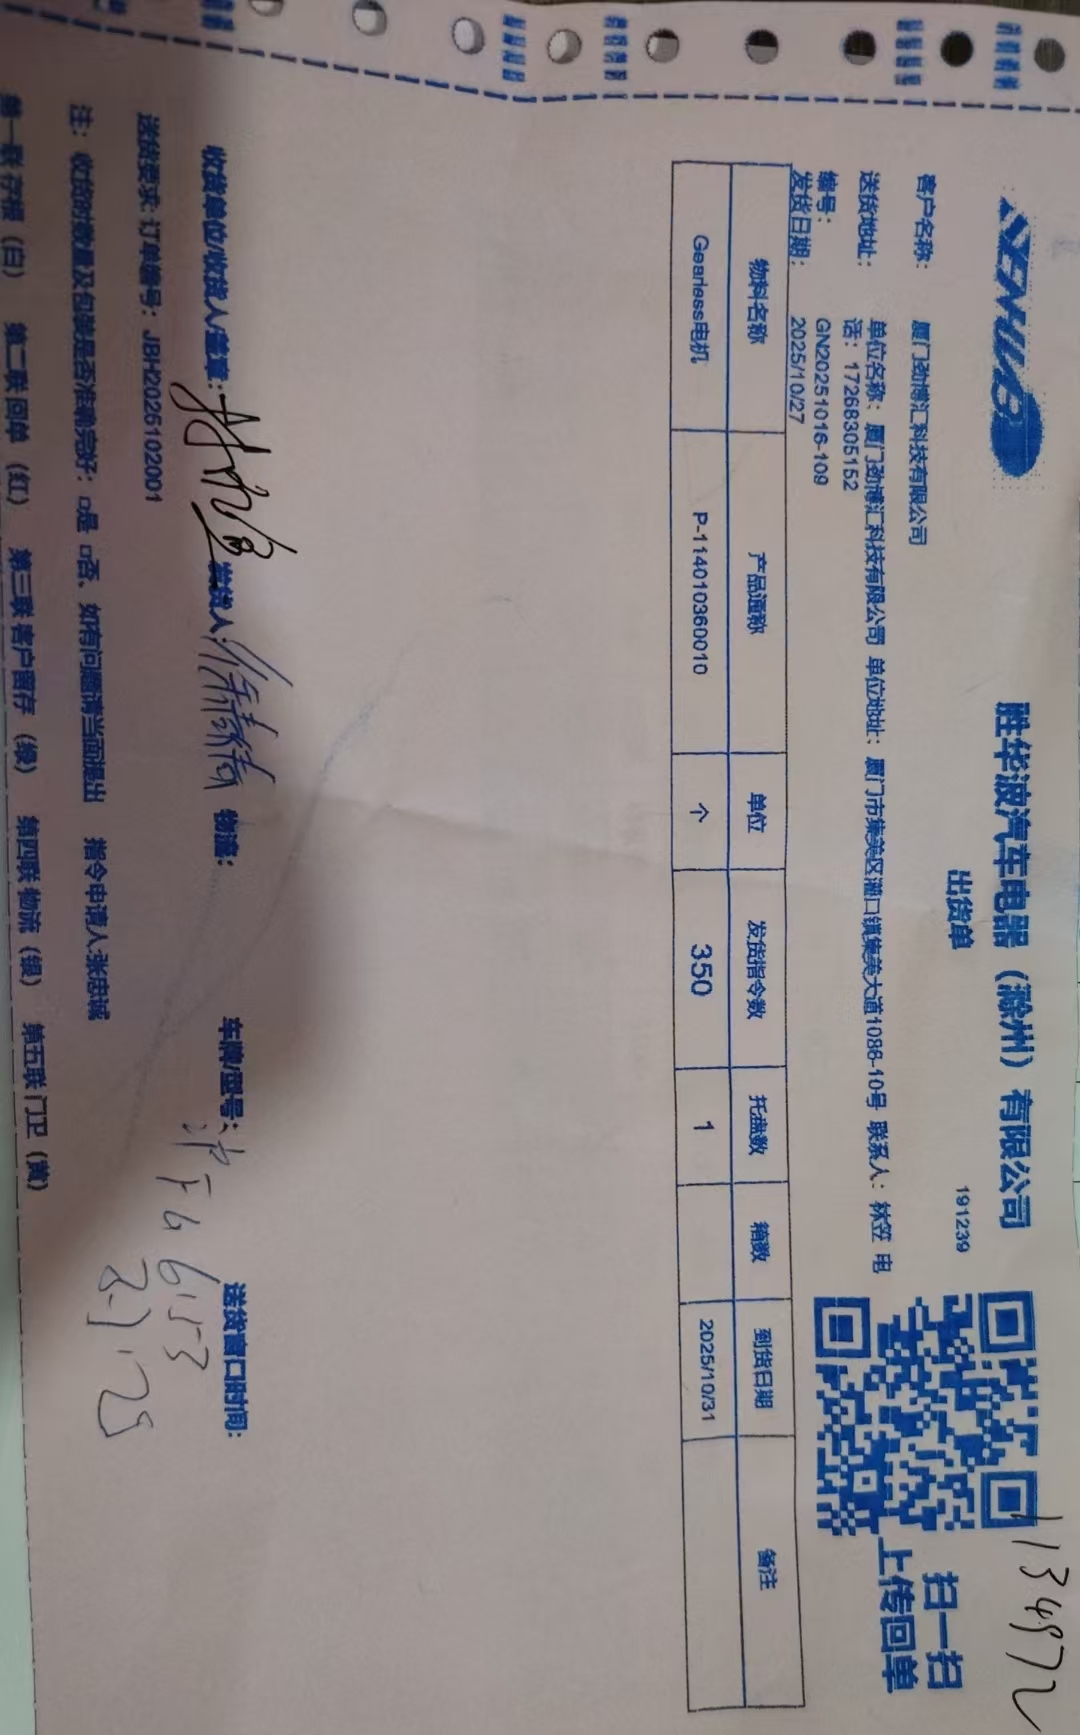 SENHUB
胜华波汽车电器（滁州）有限公司
134972
出货单
191239
扫一扫
上传回单
客户名称： 厦门劲博汇科技有限公司
送货地址： 单位名称：厦门劲博汇科技有限公司 单位地址：厦门市集美区灌口镇集美大道1086-10号 联系人：林笠 电
话：17268305152
编号： GN20251016-109
发货日期： 2025/10/27
物料名称 产品通称 单位 发货指令数 托盘数 箱数 到货日期 备注
Gearless电机 P-114010360010 个 350 1 2025/10/31
收货单位/收货人/盖章： 发货人： 物流： 车牌/型号： 送货窗口时间：
送货要求: 订单编号：JBH2025102001
注： 收货时数量及包装是否准确完好：□是 □否、如有问题请当面提出 指令申请人:张忠诚
第一联 存根（白） 第二联 回单（红） 第三联 客户留存（绿） 第四联 物流（银） 第五联 门卫（黄）